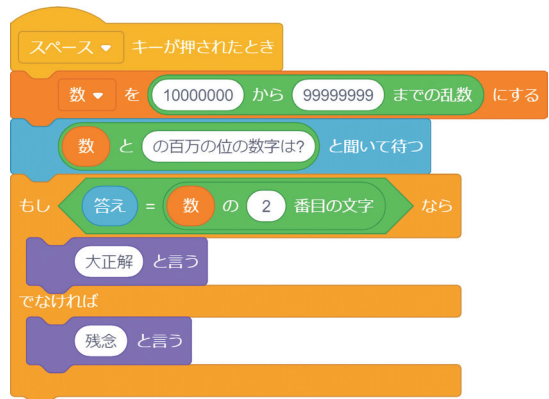 スペース キーが押されたとき
数 を 10000000 から 99999999 までの乱数 にする
数 と の百万の位の数字は? と聞いて待つ
もし 答え = 数 の 2 番目の文字 なら
大正解 と言う
でなければ
残念 と言う